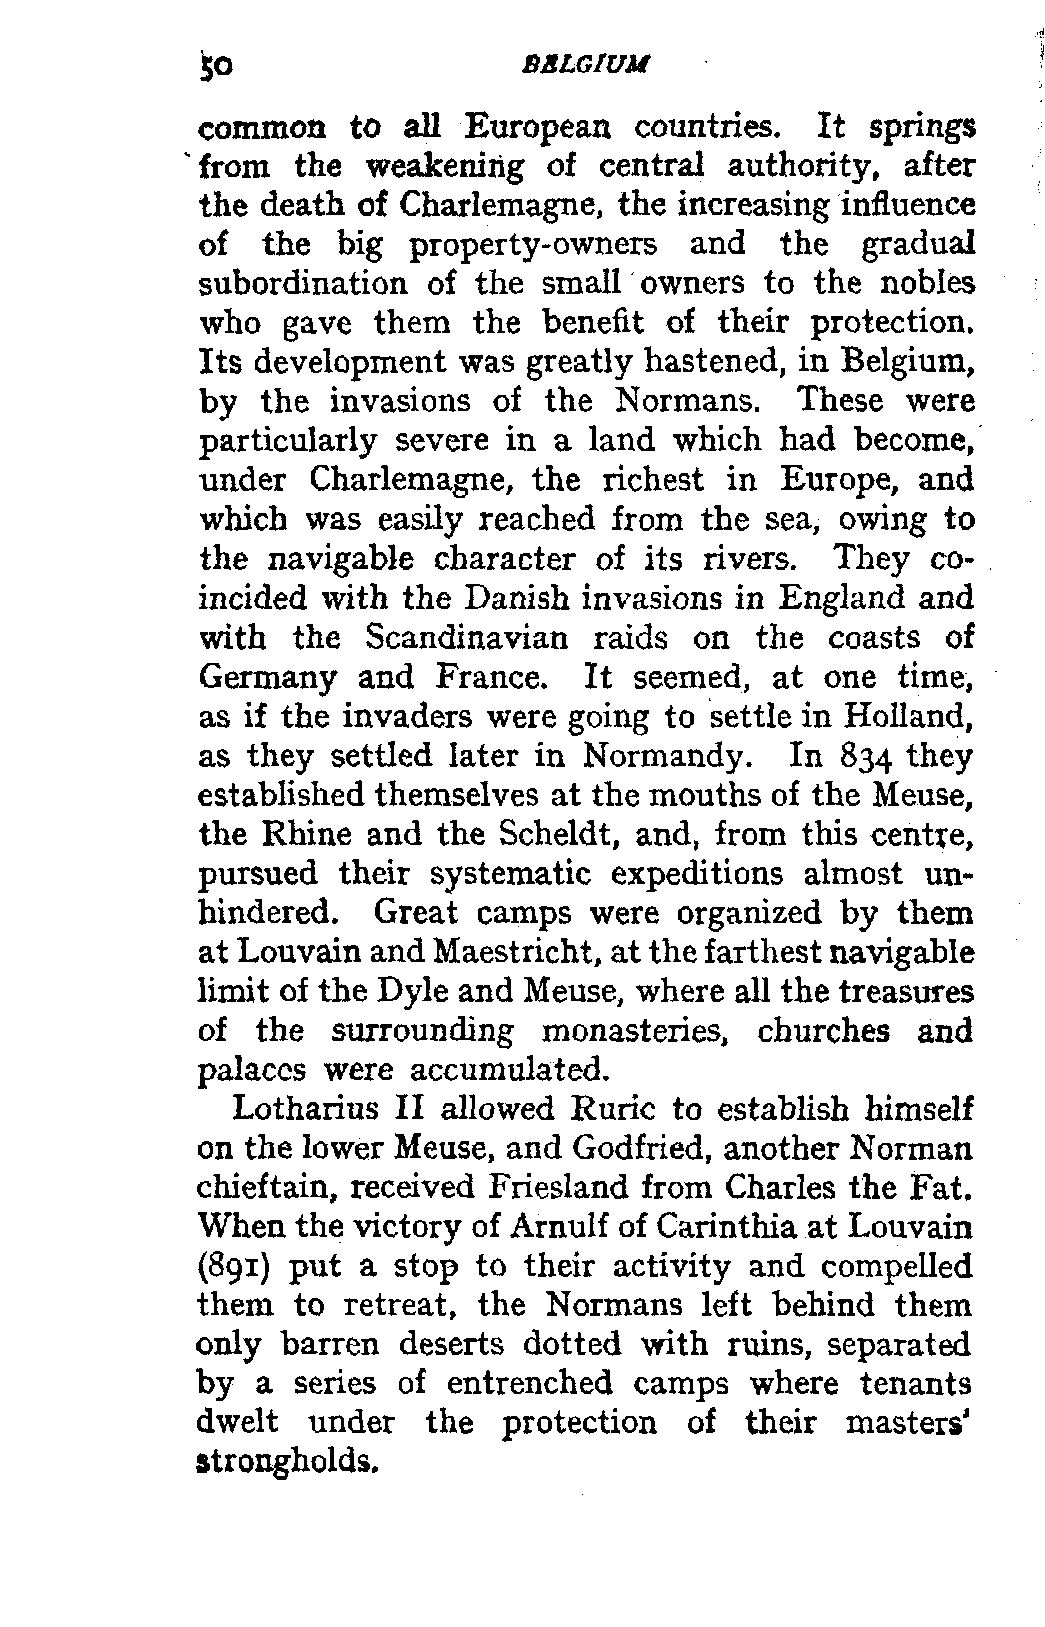 50 BELGIUM
common to all European countries. It springs
from the weakening of central authority, after
the death of Charlemagne, the increasing influence
of the big property-owners and the gradual
subordination of the small owners to the nobles
who gave them the benefit of their protection.
Its development was greatly hastened, in Belgium,
by the invasions of the Normans. These were
particularly severe in a land which had become,
under Charlemagne, the richest in Europe, and
which was easily reached from the sea, owing to
the navigable character of its rivers. They co-
incided with the Danish invasions in England and
with the Scandinavian raids on the coasts of
Germany and France. It seemed, at one time,
as if the invaders were going to settle in Holland,
as they settled later in Normandy. In 834 they
established themselves at the mouths of the Meuse,
the Rhine and the Scheldt, and, from this centre,
pursued their systematic expeditions almost un-
hindered. Great camps were organized by them
at Louvain and Maestricht, at the farthest navigable
limit of the Dyle and Meuse, where all the treasures
of the surrounding monasteries, churches and
palaces were accumulated.
Lotharius II allowed Ruric to establish himself
on the lower Meuse, and Godfried, another Norman
chieftain, received Friesland from Charles the Fat.
When the victory of Arnulf of Carinthia at Louvain
(891) put a stop to their activity and compelled
them to retreat, the Normans left behind them
only barren deserts dotted with ruins, separated
by a series of entrenched camps where tenants
dwelt under the protection of their masters'
strongholds.